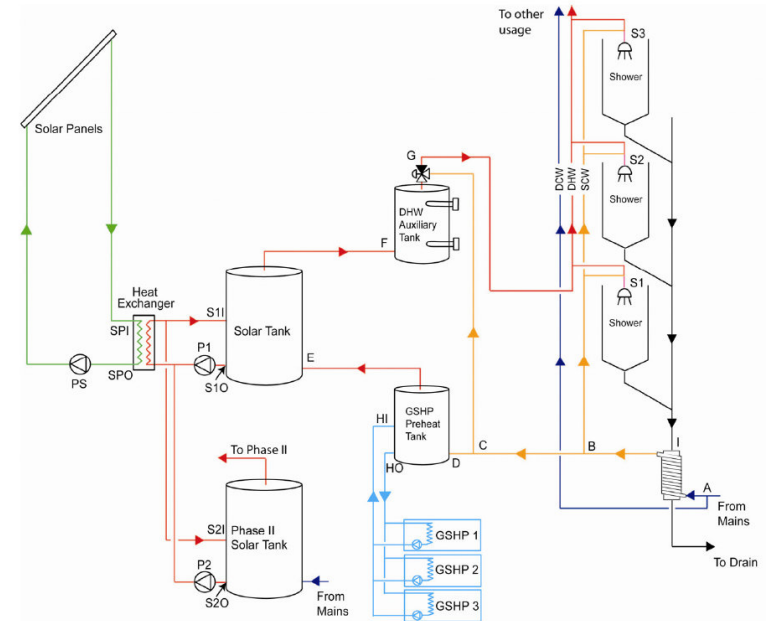 To other
usage
S3
Shower
Solar Panels
G
DCW
DHW
SCW
S2
Shower
DHW
Auxiliary
Tank
F
Heat
Exchanger
S1I
Solar Tank
S1
Shower
SPI
P1
E
PS
SPO
S1O
GSHP
Preheat
Tank
HI
HO
D
C
B
I
A
From
Mains
To Phase II
To Drain
S2I
Phase II
Solar Tank
P2
S2O
From
Mains
GSHP 1
GSHP 2
GSHP 3